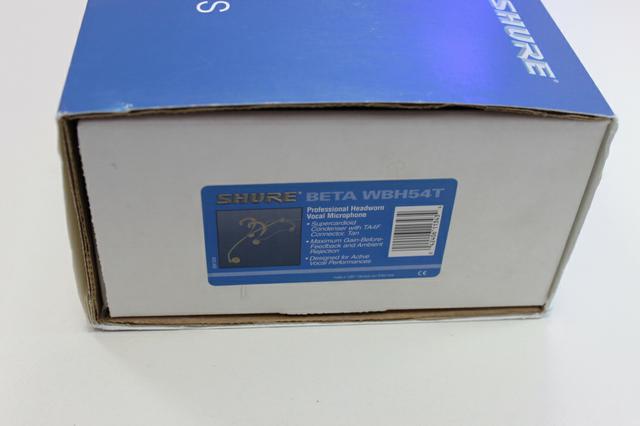 S
SHURE
SHURE BETA WBH54T
Professional Headworn
Vocal Microphone
• Supercardioid
Condenser with TA4F
Connector, Tan
• Maximum Gain-Before-
Feedback and Ambient
Rejection
• Designed for Active
Vocal Performances
CE